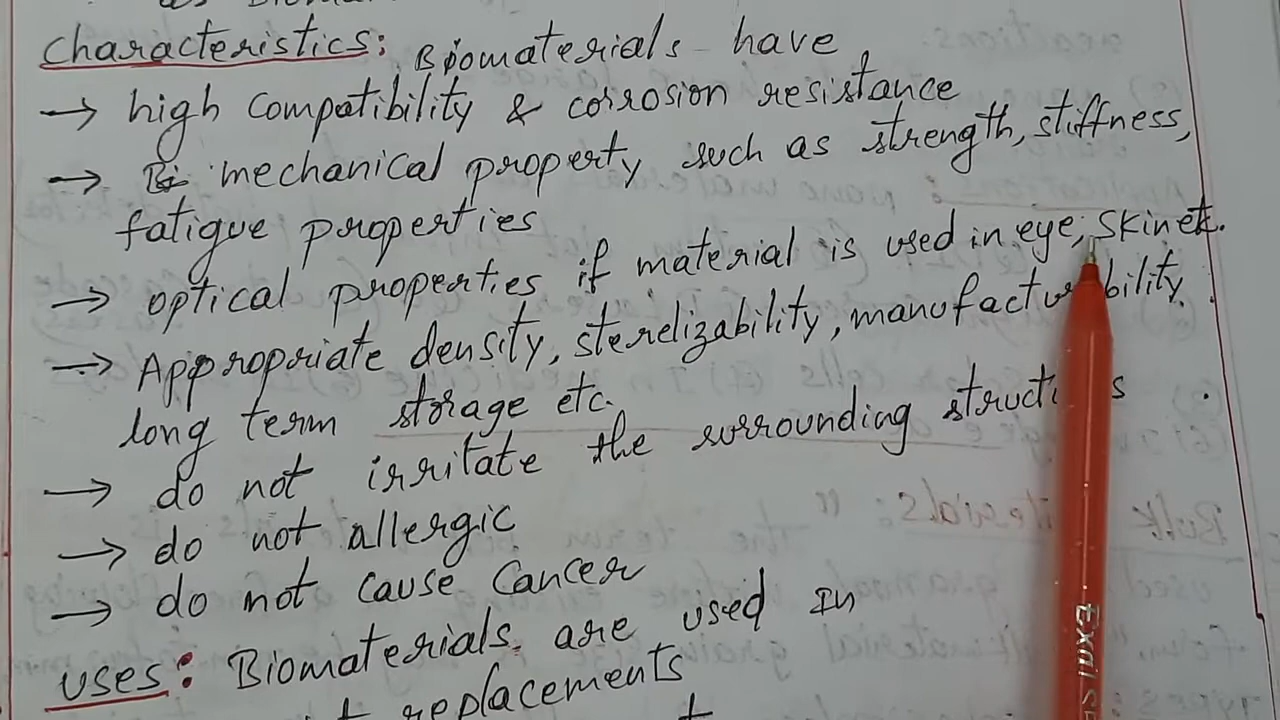 as Biomat
Characteristics: Biomaterials have
→ high compatibility & corrosion resistance
→ mechanical property such as strength, stiffness,
fatigue properties
→ optical properties if material is used in eye, skin etc.
→ Appropriate density, sterelizability, manufacturability
long term storage etc.
→ do not irritate the surrounding structures
→ do not allergic
→ do not cause cancer
uses: Biomaterials are used In
replacements